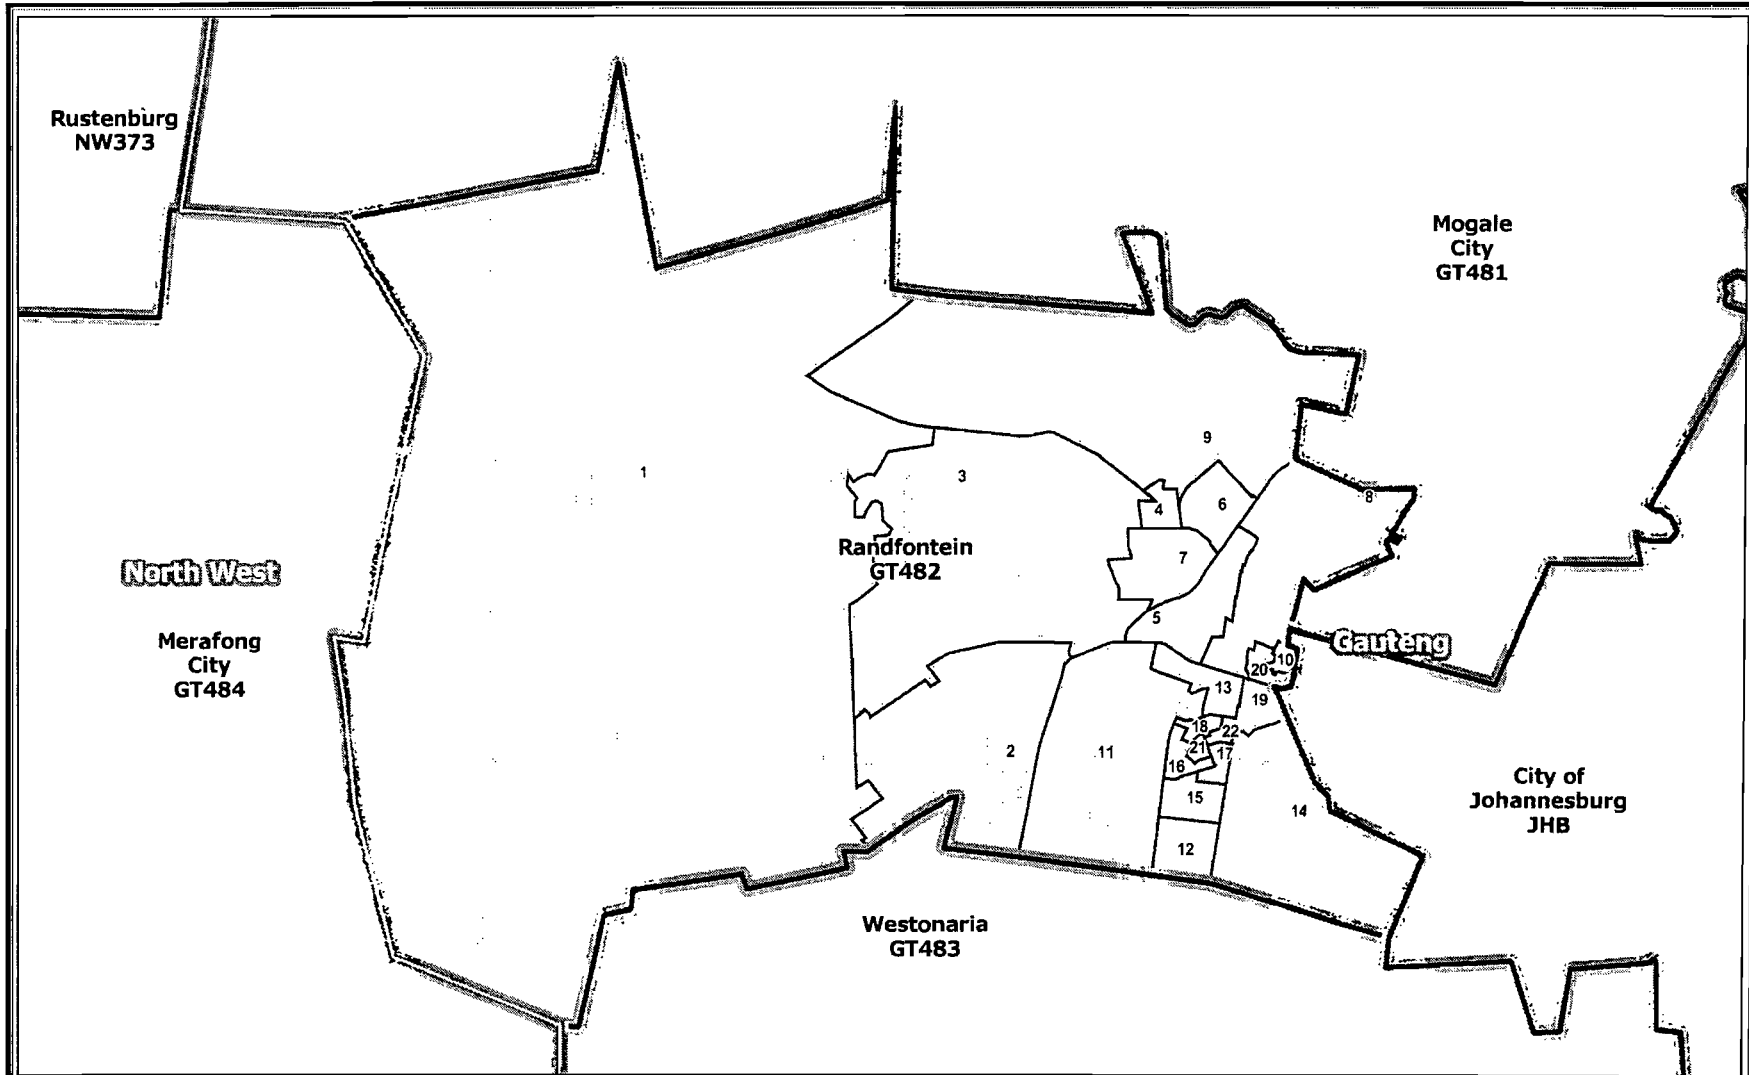 Rustenburg
NW373
Mogale
City
GT481
9
1
3
8
4
6
Randfontein
GT482
7
North West
5
Merafong
City
GT484
Gauteng
10
20
13
19
18
22
2
11
21
17
16
15
14
City of
Johannesburg
JHB
12
Westonaria
GT483